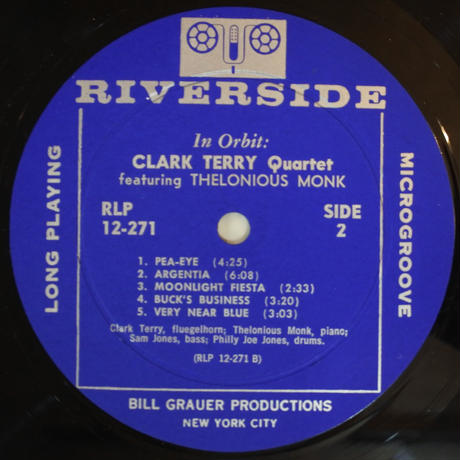 RIVERSIDE
In Orbit:
CLARK TERRY Quartet
featuring THELONIOUS MONK
RLP
12-271
SIDE
2
LONG PLAYING
MICROGROOVE
1. PEA-EYE (4:25)
2. ARGENTIA (6:08)
3. MOONLIGHT FIESTA (2:33)
4. BUCK'S BUSINESS (3:20)
5. VERY NEAR BLUE (3:03)
Clark Terry, fluegelhorn; Thelonious Monk, piano;
Sam Jones, bass; Philly Joe Jones, drums.
(RLP 12-271 B)
BILL GRAUER PRODUCTIONS
NEW YORK CITY